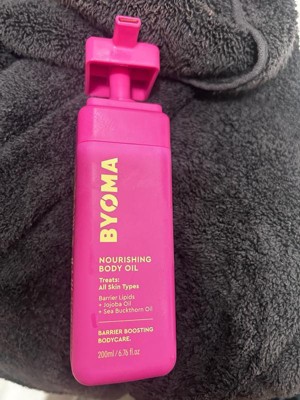 BYOMA
NOURISHING
BODY OIL
Treats:
All Skin Types
Barrier Lipids
+ Jojoba Oil
+ Sea Buckthorn Oil
BARRIER BOOSTING
BODYCARE.
200ml / 6.76 fl oz